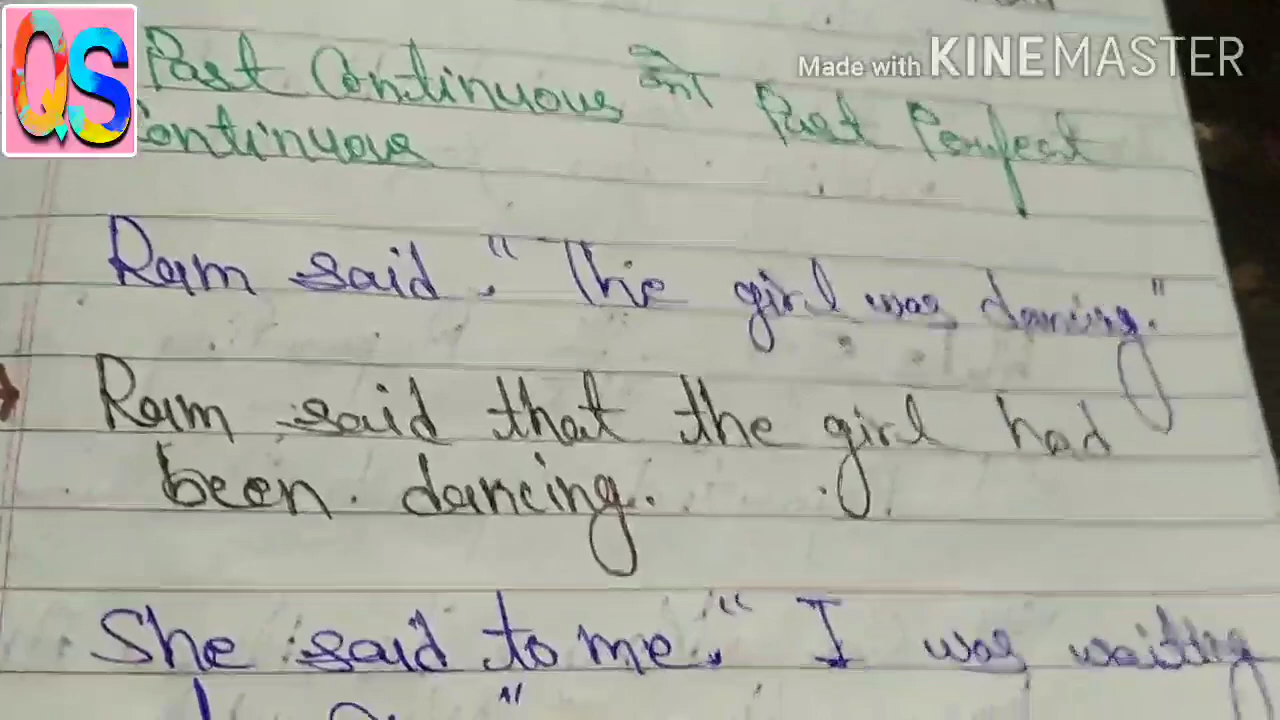 QS
Made with KINEMASTER
Past Continuous को Past Perfect
Continuous
Ram said, "The girl was dancing."
Ram said that the girl had
been dancing.
She said to me, "I was waiting